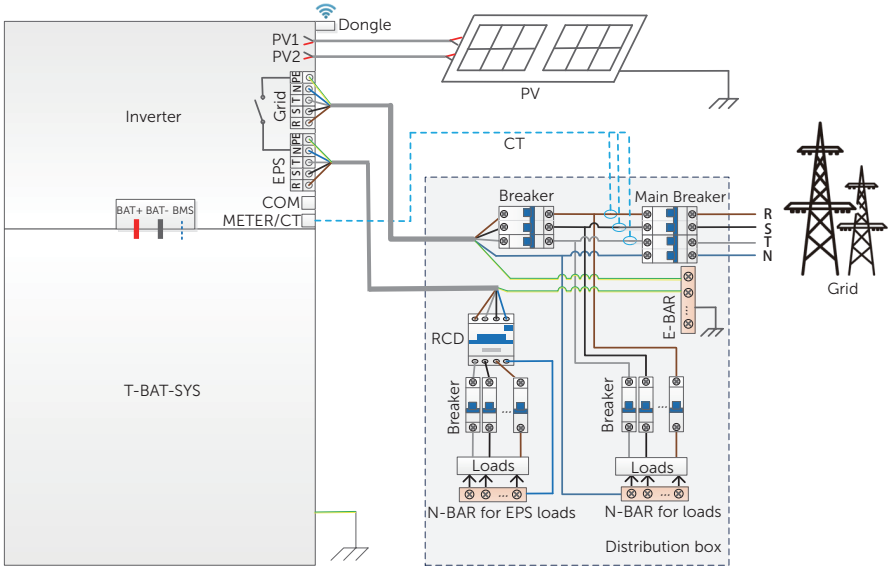 Dongle
PV1
PV2
PV
Inverter
Grid
R S T N PE
EPS
R S T N PE
CT
COM
METER/CT
BAT+ BAT- BMS
Breaker
Main Breaker
R
S
T
N
Grid
E-BAR
RCD
T-BAT-SYS
Breaker
...
Breaker
...
Loads
Loads
...
...
N-BAR for EPS loads
N-BAR for loads
Distribution box